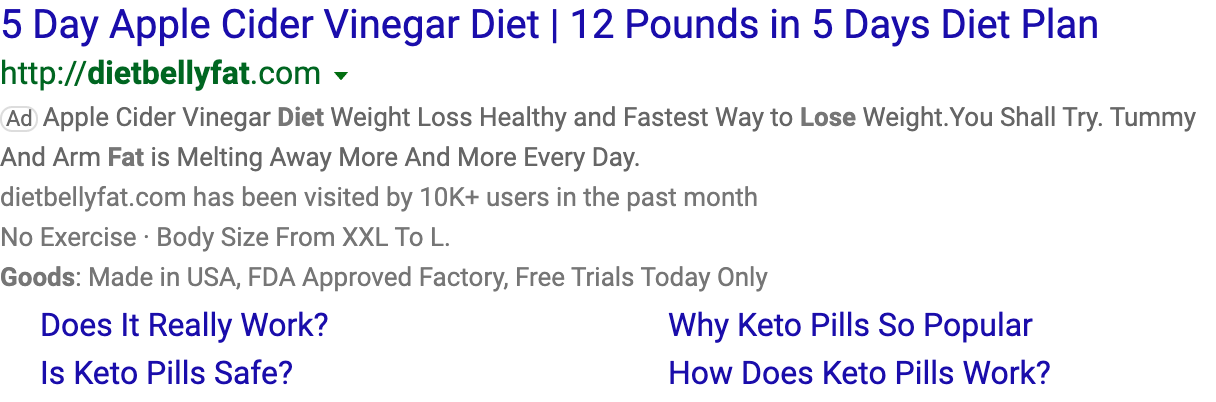 5 Day Apple Cider Vinegar Diet | 12 Pounds in 5 Days Diet Plan
http://dietbellyfat.com
Ad Apple Cider Vinegar Diet Weight Loss Healthy and Fastest Way to Lose Weight.You Shall Try. Tummy
And Arm Fat is Melting Away More And More Every Day.
dietbellyfat.com has been visited by 10K+ users in the past month
No Exercise · Body Size From XXL To L.
Goods: Made in USA, FDA Approved Factory, Free Trials Today Only
Does It Really Work? Why Keto Pills So Popular
Is Keto Pills Safe? How Does Keto Pills Work?